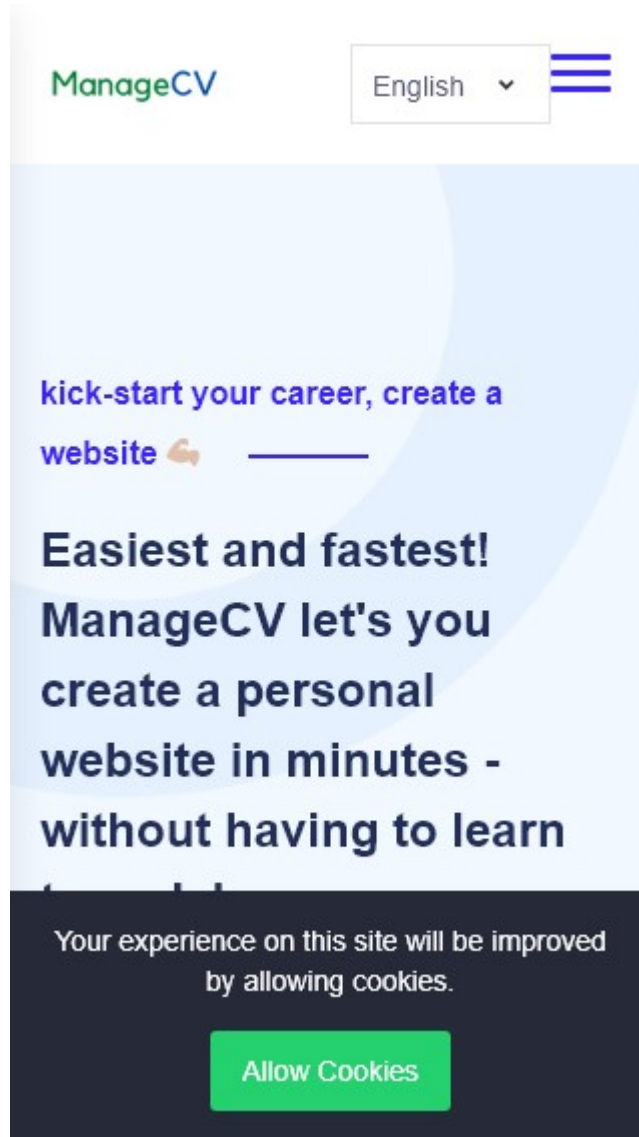 ManageCV
English
kick-start your career, create a
website 💪🏼
Easiest and fastest!
ManageCV let's you
create a personal
website in minutes -
without having to learn
Your experience on this site will be improved
by allowing cookies.
Allow Cookies